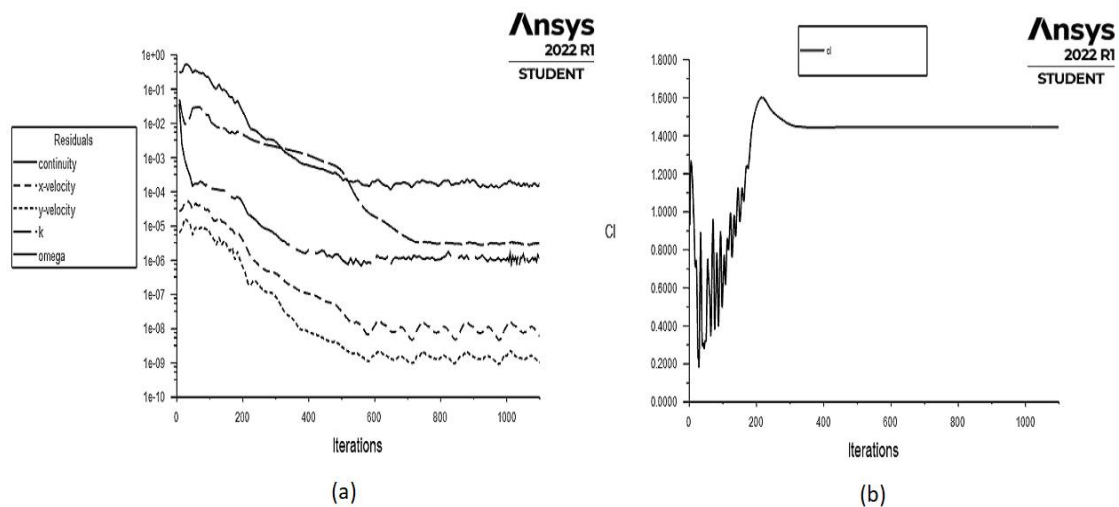 Ansys
2022 R1
STUDENT
1e+00
1e-01
1e-02
1e-03
1e-04
1e-05
1e-06
1e-07
1e-08
1e-09
1e-10
Residuals
continuity
x-velocity
y-velocity
k
omega
0 200 400 600 800 1000
Iterations
(a)
Ansys
2022 R1
STUDENT
cl
1.8000
1.6000
1.4000
1.2000
1.0000
0.8000
0.6000
0.4000
0.2000
0.0000
Cl
0 200 400 600 800 1000
Iterations
(b)